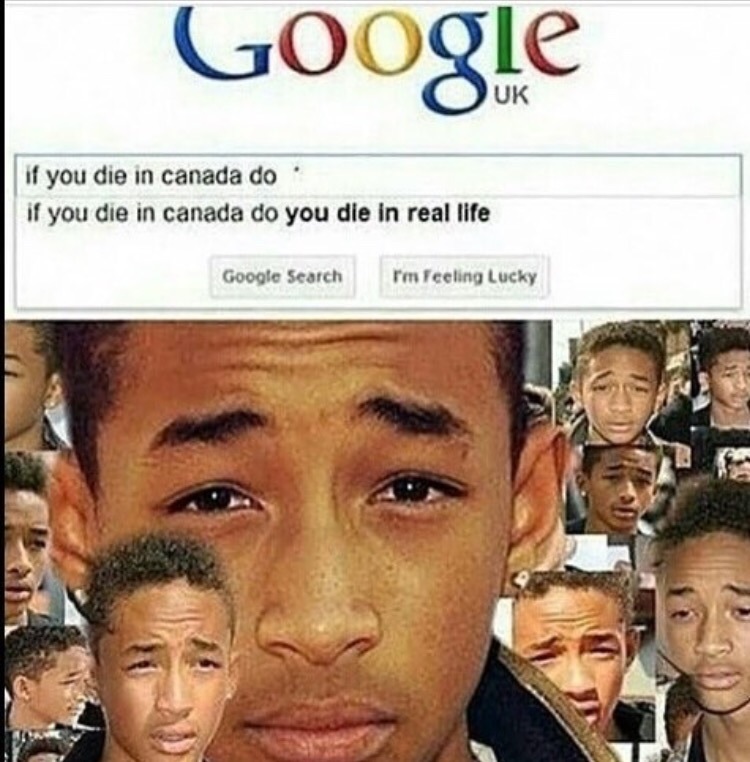 Google
UK
if you die in canada do
if you die in canada do you die in real life
Google Search
I'm Feeling Lucky